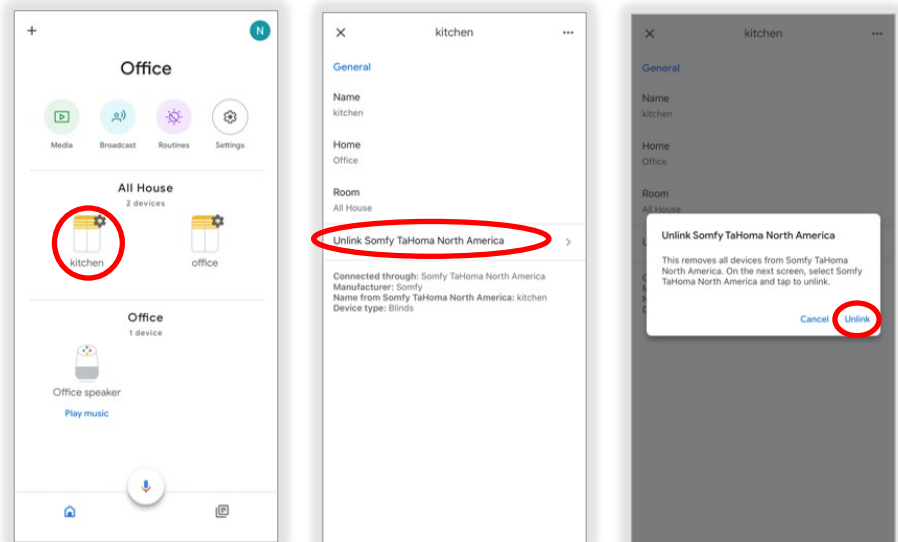 N
Office
Media Broadcast Routines Settings
All House
2 devices
kitchen office
Office
1 device
Office speaker
Play music
kitchen
General
Name
kitchen
Home
Office
Room
All House
Unlink Somfy TaHoma North America
Connected through: Somfy TaHoma North America
Manufacturer: Somfy
Name from Somfy TaHoma North America: kitchen
Device type: Blinds
kitchen
General
Name
kitchen
Home
Office
Room
All House
Unlink Somfy TaHoma North America
This removes all devices from Somfy TaHoma
North America. On the next screen, select Somfy
TaHoma North America and tap to unlink.
Cancel Unlink